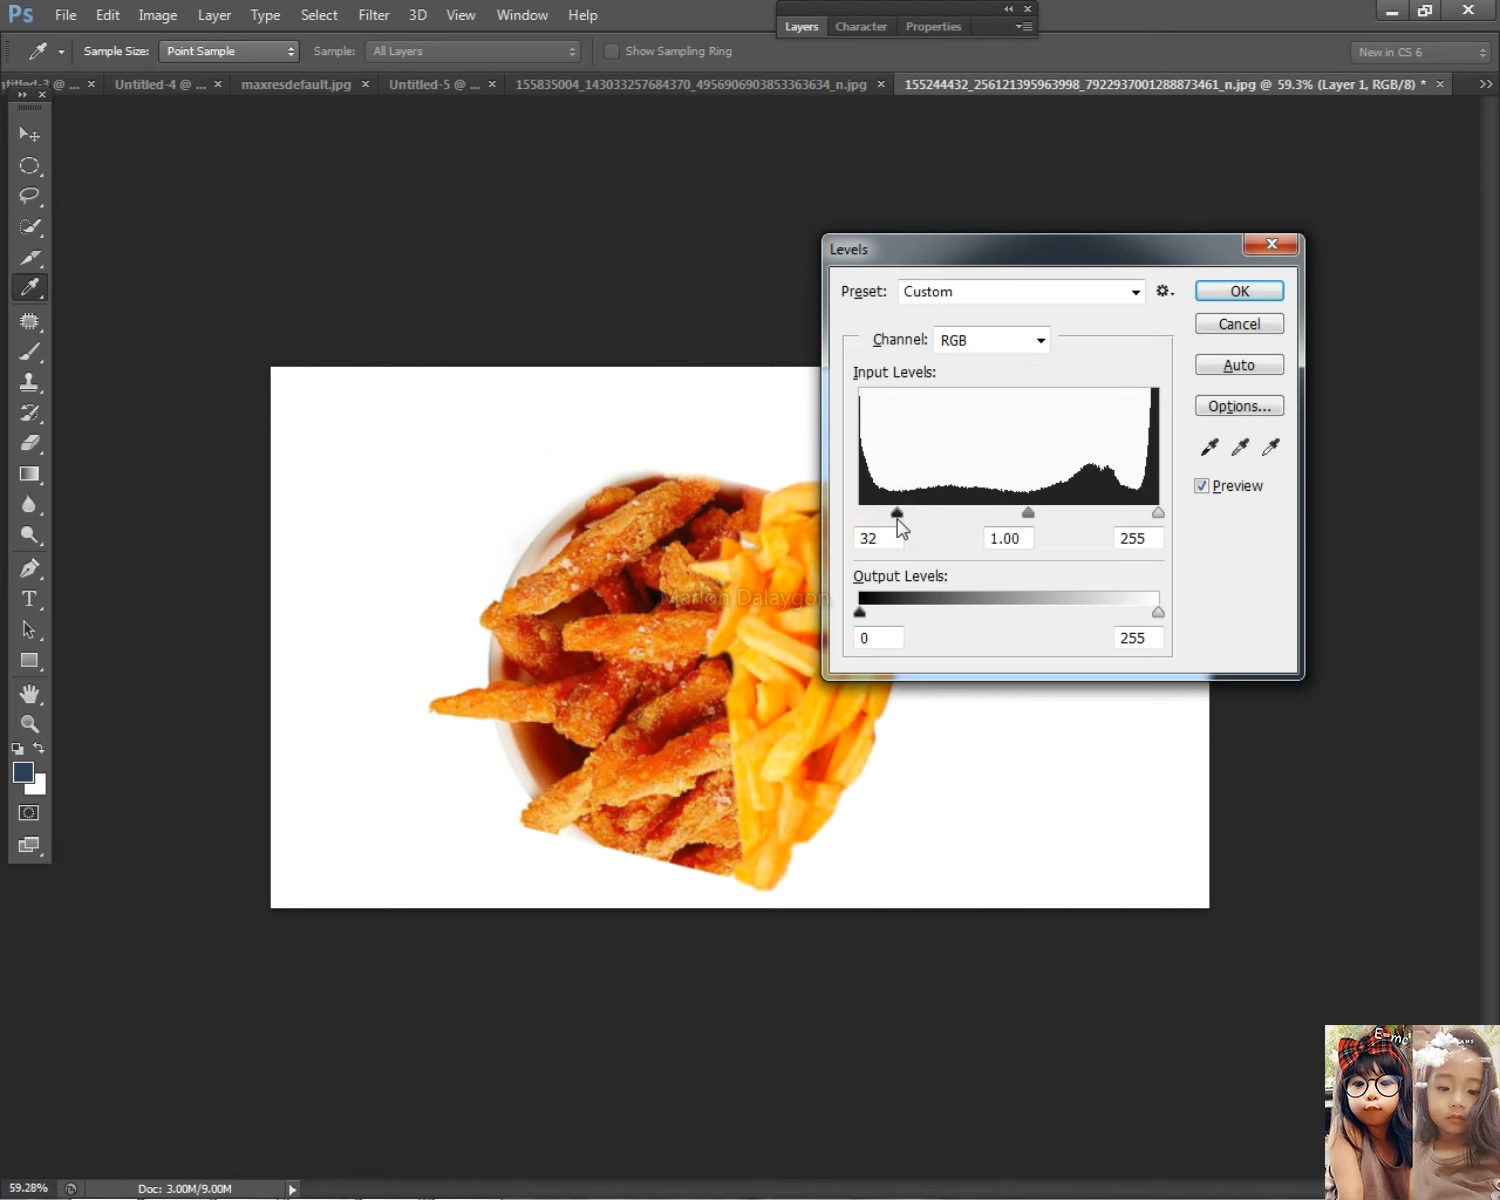 Ps File Edit Image Layer Type Select Filter 3D View Window Help
Layers Character Properties
Sample Size: Point Sample Sample: All Layers Show Sampling Ring New in CS 6
ntitled-3 @ ... × Untitled-4 @ ... × maxresdefault.jpg × Untitled-5 @ ... × 155835004_143033257684370_4956906903853363634_n.jpg × 155244432_256121395963998_7922937001288873461_n.jpg @ 59.3% (Layer 1, RGB/8) * ×
Levels
Preset: Custom
OK
Cancel
Channel: RGB
Auto
Input Levels:
Options...
Preview
32 1.00 255
Output Levels:
0 255
Marlon Dalaygon
T
E=mc²
59.28% Doc: 3.00M/9.00M